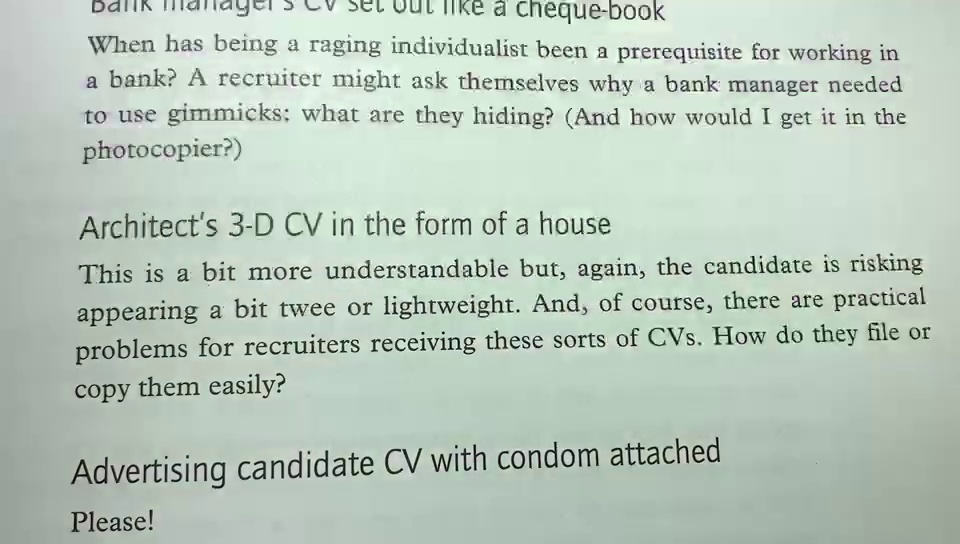 Bank manager's CV set out like a cheque-book
When has being a raging individualist been a prerequisite for working in
a bank? A recruiter might ask themselves why a bank manager needed
to use gimmicks: what are they hiding? (And how would I get it in the
photocopier?)
Architect's 3-D CV in the form of a house
This is a bit more understandable but, again, the candidate is risking
appearing a bit twee or lightweight. And, of course, there are practical
problems for recruiters receiving these sorts of CVs. How do they file or
copy them easily?
Advertising candidate CV with condom attached
Please!